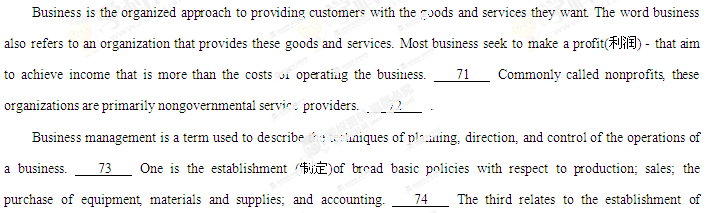 Business is the organized approach to providing customers with the goods and services they want. The word business
also refers to an organization that provides these goods and services. Most business seek to make a profit(利润) - that aim
to achieve income that is more than the costs of operating the business. 71 Commonly called nonprofits, these
organizations are primarily nongovernmental service providers. 72 .
Business management is a term used to describe the techniques of planning, direction, and control of the operations of
a business. 73 One is the establishment (制定)of broad basic policies with respect to production; sales; the
purchase of equipment, materials and supplies; and accounting. 74 The third relates to the establishment of